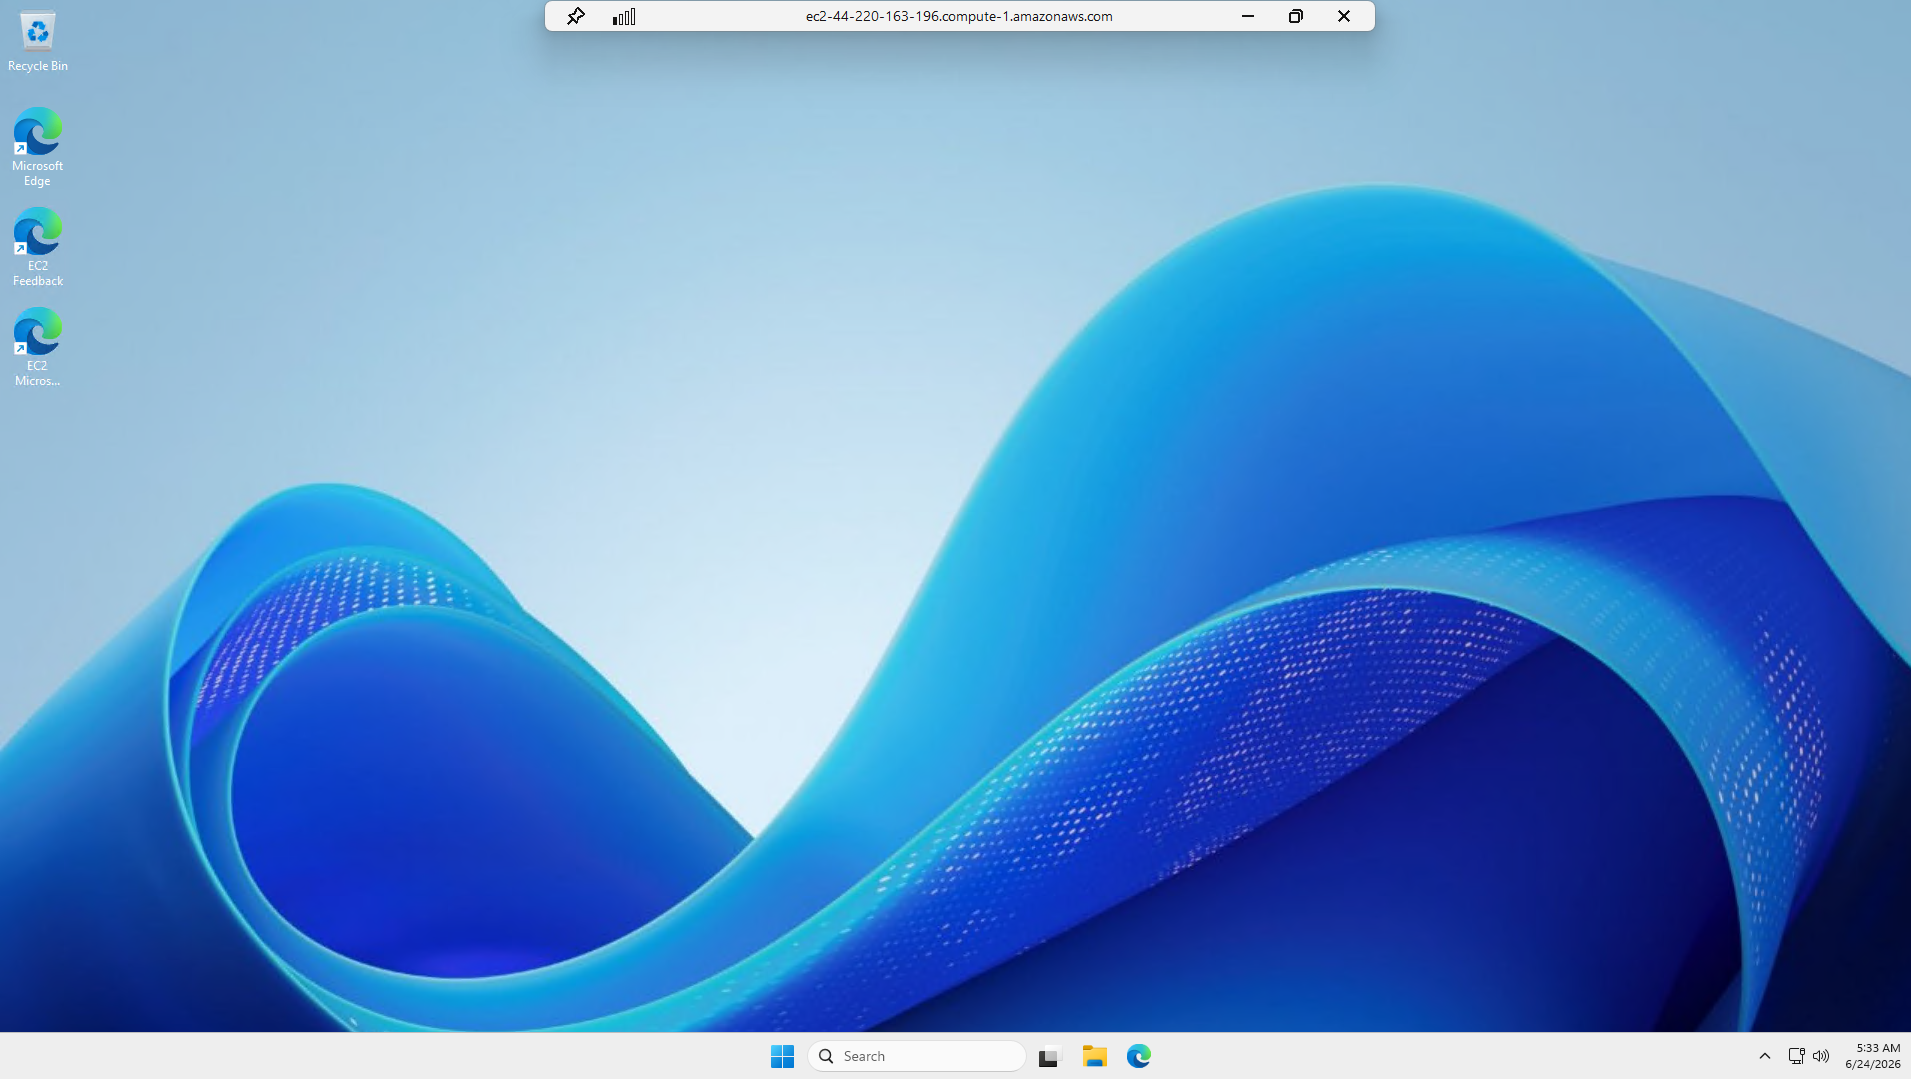 ec2-44-220-163-196.compute-1.amazonaws.com
Recycle Bin
Microsoft
Edge
EC2
Feedback
EC2
Micros...
Search
5:33 AM
6/24/2026